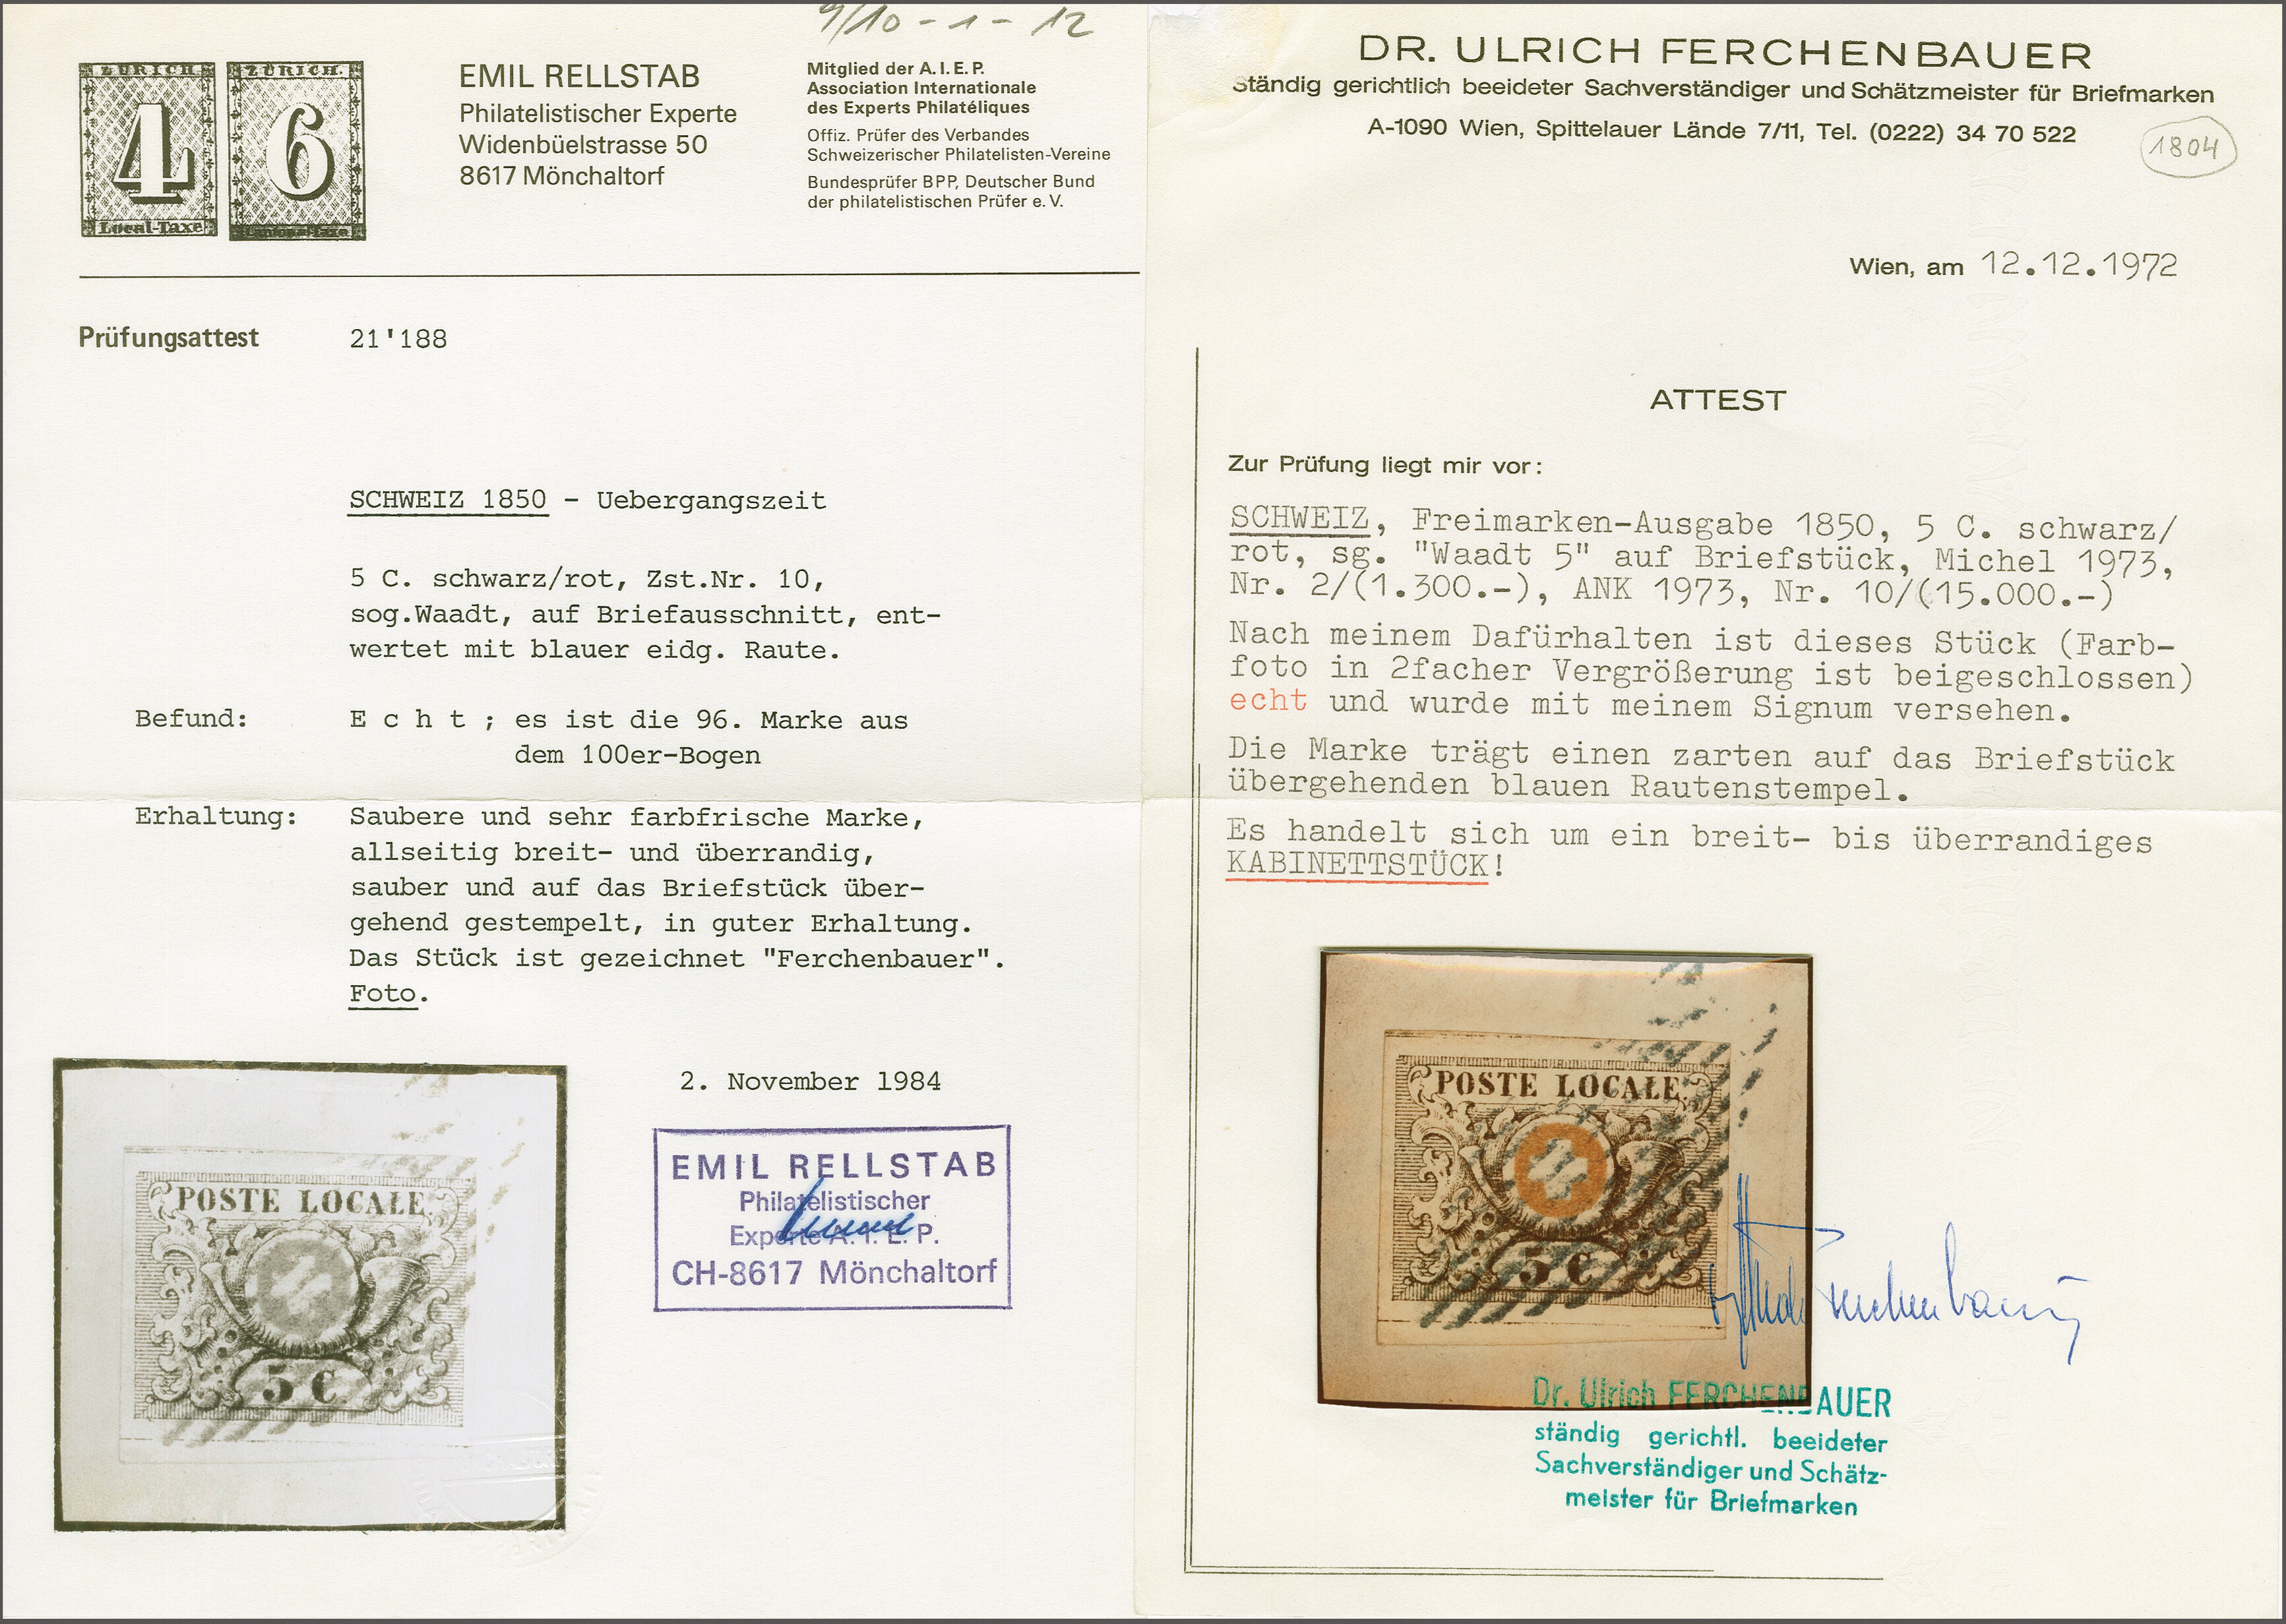 9/10 - 1 - 12
ZÜRICH
4
Local-Taxe
ZÜRICH.
6
Cantonal-Taxe
EMIL RELLSTAB
Philatelistischer Experte
Widenbüelstrasse 50
8617 Mönchaltorf
Mitglied der A.I.E.P.
Association Internationale
des Experts Philatéliques
Offiz. Prüfer des Verbandes
Schweizerischer Philatelisten-Vereine
Bundesprüfer BPP, Deutscher Bund
der philatelistischen Prüfer e.V.
Prüfungsattest 21'188
SCHWEIZ 1850 - Uebergangszeit
5 C. schwarz/rot, Zst.Nr. 10,
sog.Waadt, auf Briefausschnitt, ent-
wertet mit blauer eidg. Raute.
Befund: E c h t ; es ist die 96. Marke aus
dem 100er-Bogen
Erhaltung: Saubere und sehr farbfrische Marke,
allseitig breit- und überrandig,
sauber und auf das Briefstück über-
gehend gestempelt, in guter Erhaltung.
Das Stück ist gezeichnet "Ferchenbauer".
Foto.
2. November 1984
POSTE LOCALE
5 C
EMIL RELLSTAB
Philatelistischer
Experte A. I. E. P.
CH-8617 Mönchaltorf
DR. ULRICH FERCHENBAUER
Ständig gerichtlich beeideter Sachverständiger und Schätzmeister für Briefmarken
A-1090 Wien, Spittelauer Lände 7/11, Tel. (0222) 34 70 522
1804
Wien, am 12.12.1972
ATTEST
Zur Prüfung liegt mir vor:
SCHWEIZ, Freimarken-Ausgabe 1850, 5 C. schwarz/
rot, sg. "Waadt 5" auf Briefstück, Michel 1973,
Nr. 2/(1.300.-), ANK 1973, Nr. 10/(15.000.-)
Nach meinem Dafürhalten ist dieses Stück (Farb-
foto in 2facher Vergrößerung ist beigeschlossen)
echt und wurde mit meinem Signum versehen.
Die Marke trägt einen zarten auf das Briefstück
übergehenden blauen Rautenstempel.
Es handelt sich um ein breit- bis überrandiges
KABINETTSTÜCK!
POSTE LOCALE
5 C
Ferchenbauer
Dr. Ulrich FERCHENBAUER
ständig gerichtl. beeideter
Sachverständiger und Schätz-
meister für Briefmarken